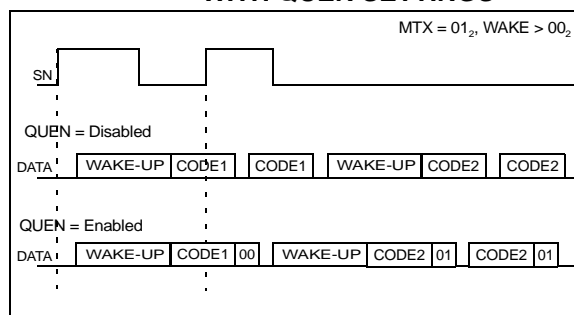 WITH QUEN SETTINGS
MTX = 01₂, WAKE > 00₂
SN
QUEN = Disabled
DATA WAKE-UP CODE1 CODE1 WAKE-UP CODE2 CODE2
QUEN = Enabled
DATA WAKE-UP CODE1 00 WAKE-UP CODE2 01 CODE2 01